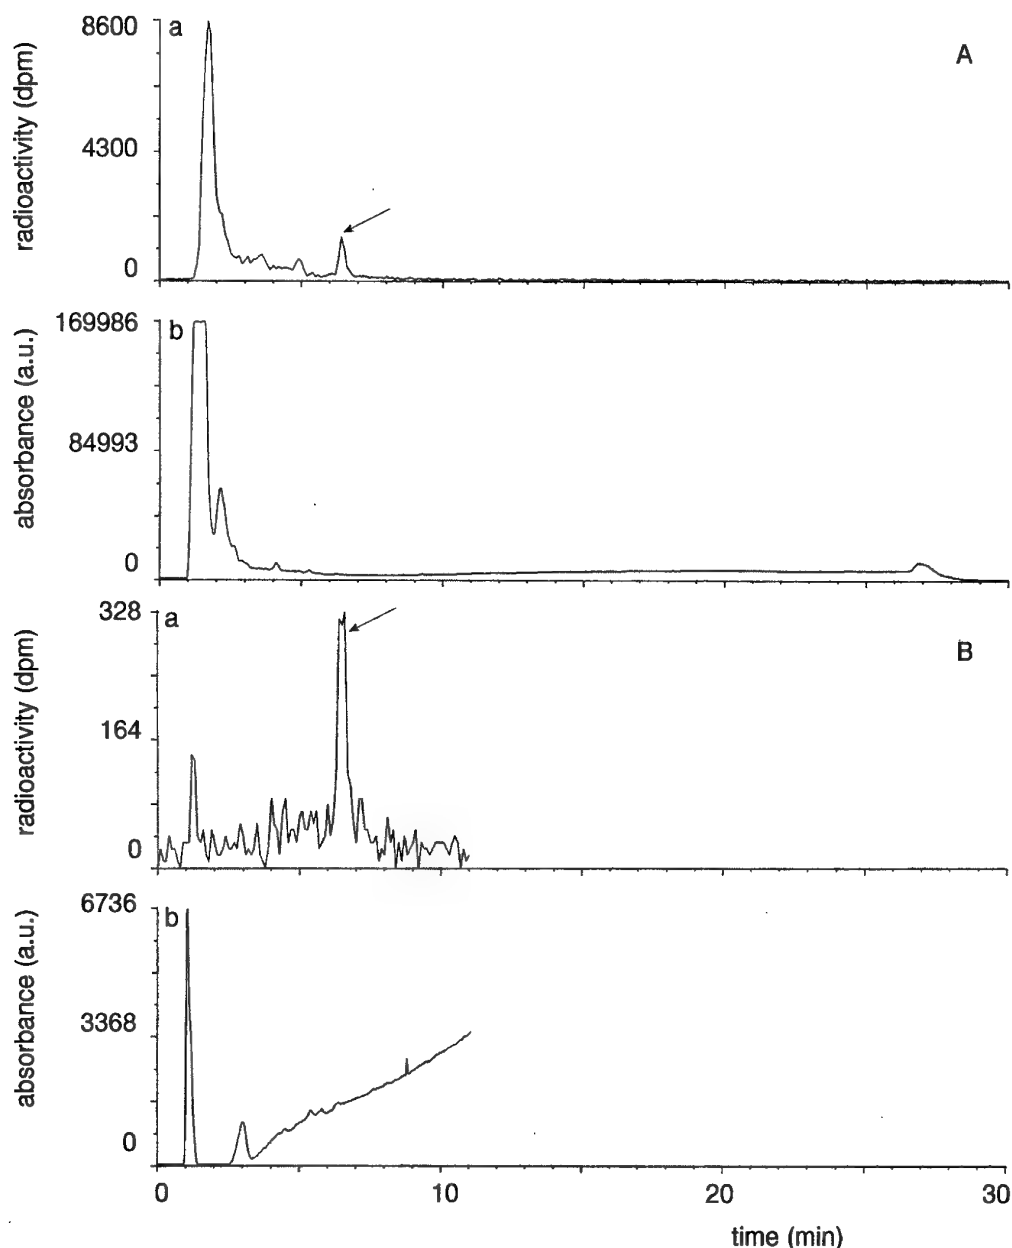 8600
a
A
radioactivity (dpm)
4300
0
169986
b
absorbance (a.u.)
84993
0
328
a
B
radioactivity (dpm)
164
0
6736
b
absorbance (a.u.)
3368
0
0 10 20 30
time (min)